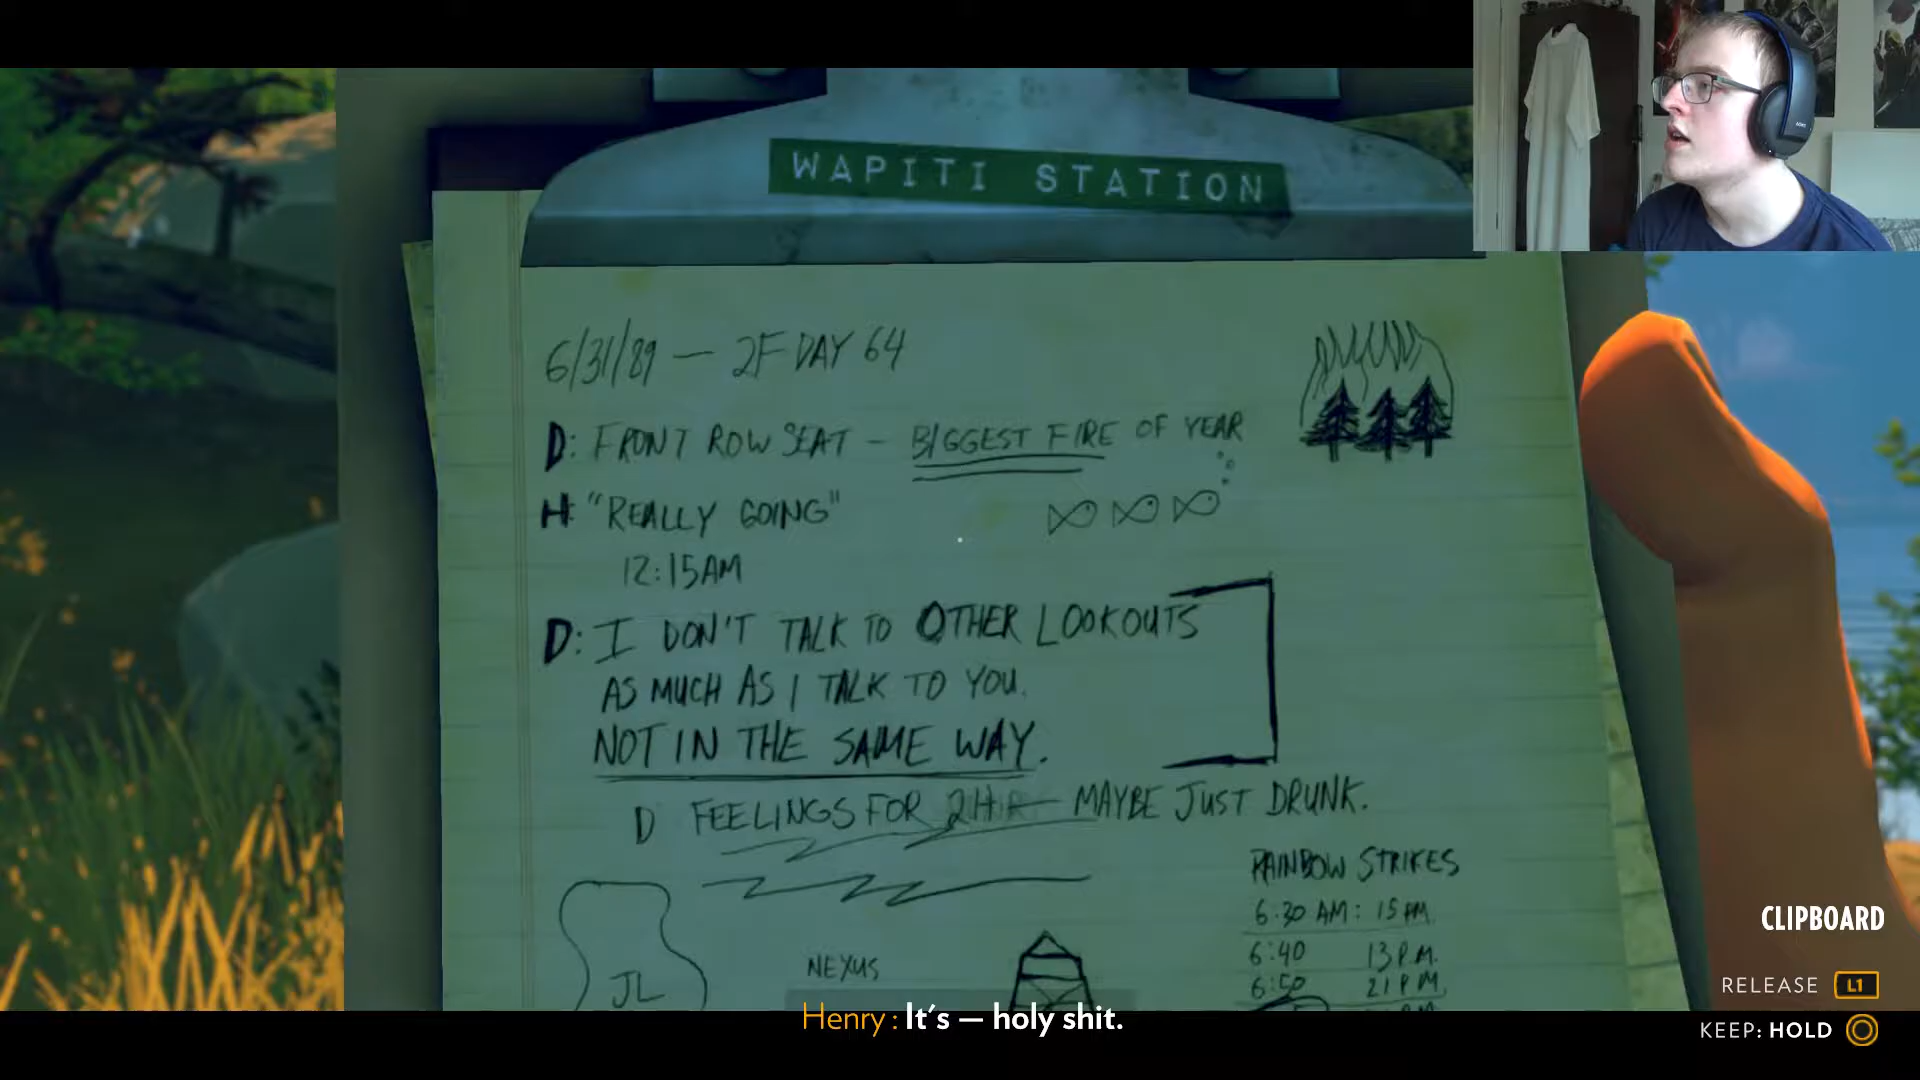 WAPITI STATION
6/31/89 — 2F DAY 64
D: FRONT ROW SEAT - BIGGEST FIRE OF YEAR
H: "REALLY GOING"
12:15AM
D: I DON'T TALK TO OTHER LOOKOUTS
AS MUCH AS I TALK TO YOU.
NOT IN THE SAME WAY.
D FEELINGS FOR MAYBE JUST DRUNK.
RAINBOW STRIKES
6:30 AM: 15 P.M.
6:40 13 P.M.
6:50 21 P.M.
JL
NEXUS
CLIPBOARD
RELEASE L1
KEEP: HOLD
Henry : It's — holy shit.